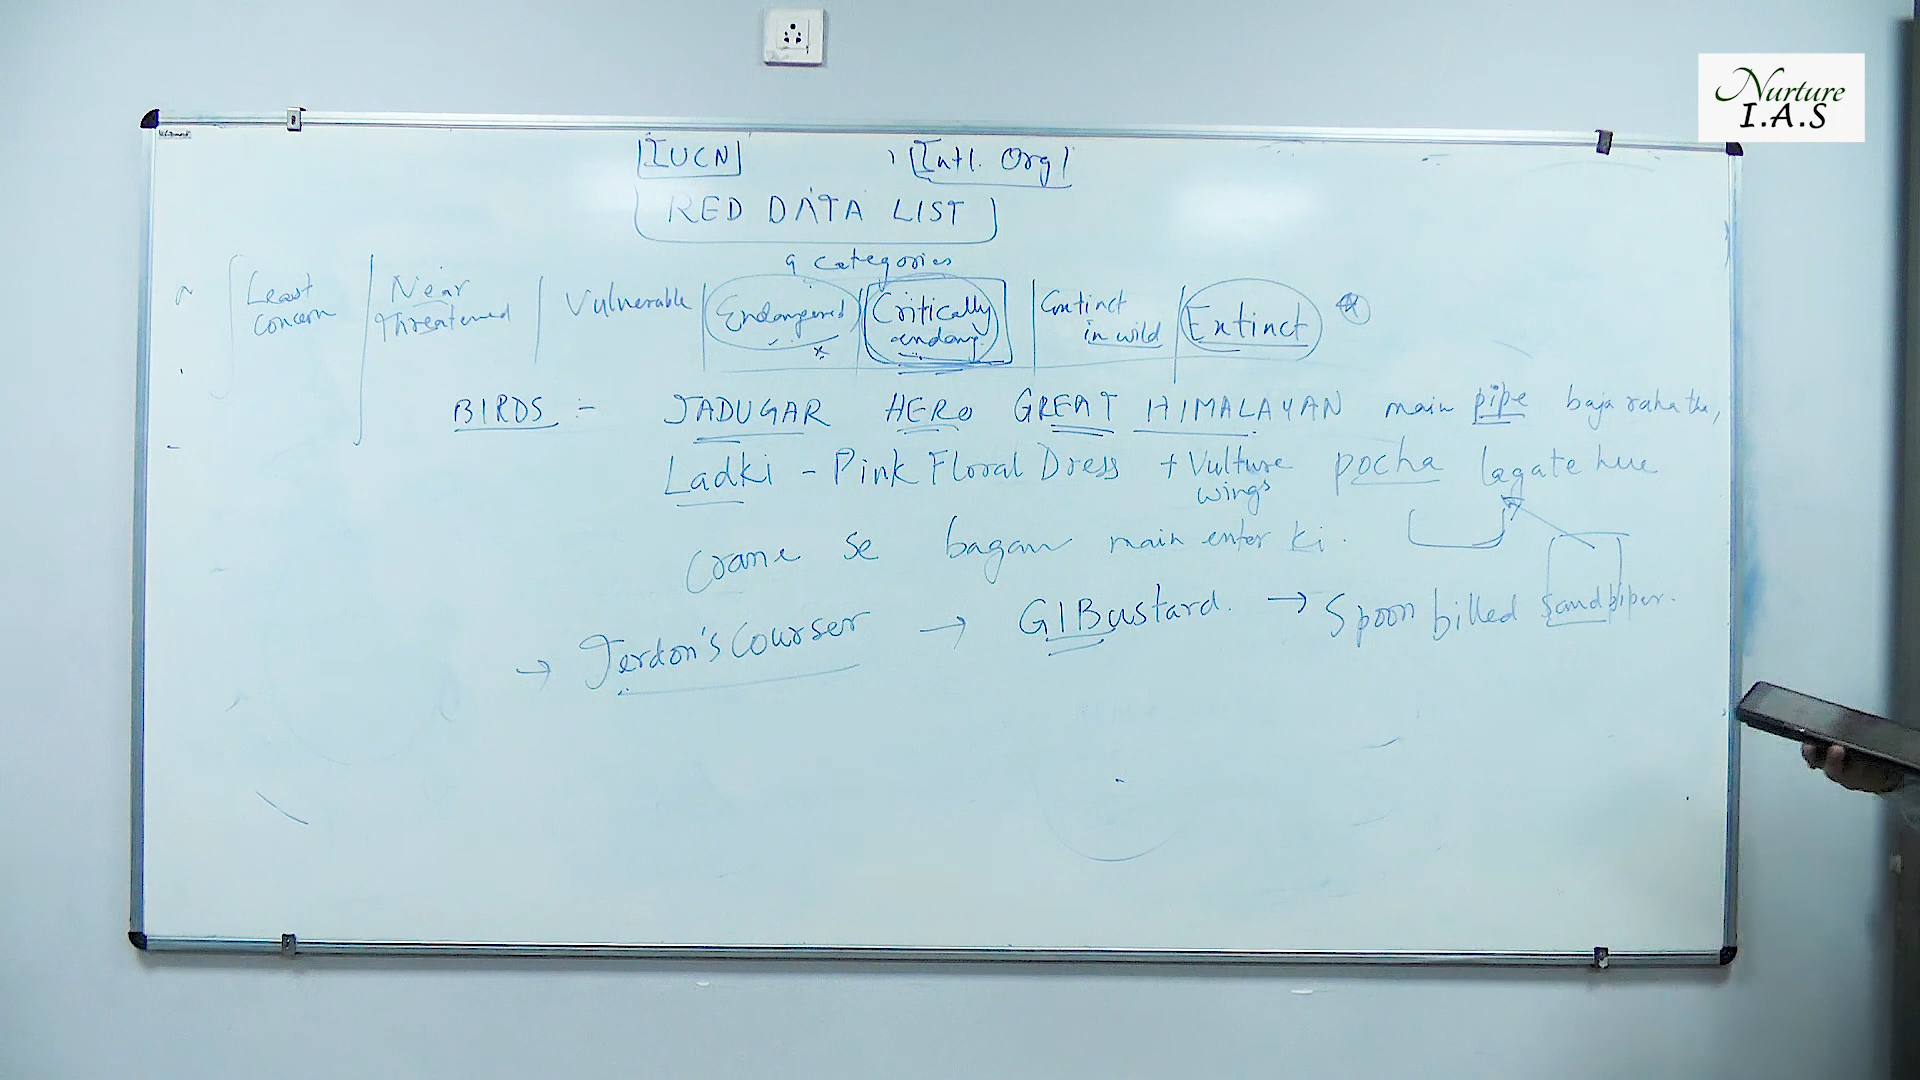 Nurture
I.A.S
IUCN , Intl. Org
RED DATA LIST
9 categories
Least Concern
Near Threatened
Vulnerable
Endangered
Critically endang.
Extinct in wild
Extinct
BIRDS :- JADUGAR HERO GREAT HIMALAYAN main pipe baja raha tha,
Ladki - Pink Floral Dress + Vulture wings pocha lagate hue
Crane se bagan main enter ki.
→ Jerdon's Courser → GIBustard. → Spoon billed Sandpiper.